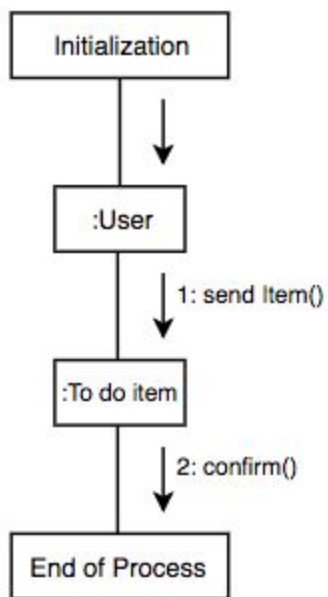 Initialization
:User
1: send Item()
:To do item
2: confirm()
End of Process